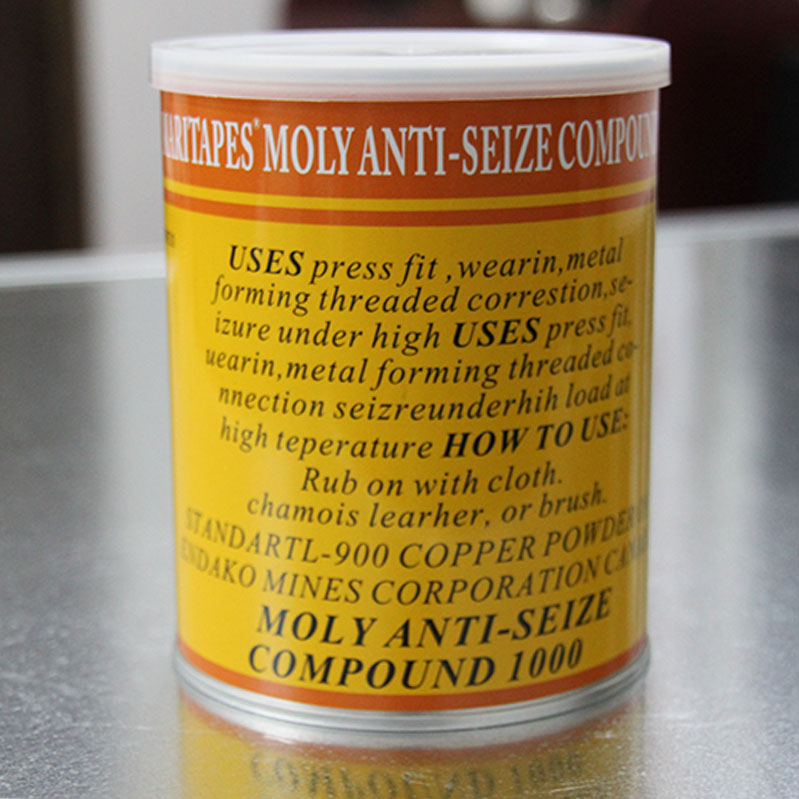 MARITAPES® MOLY ANTI-SEIZE COMPOUN
USES press fit ,wearin,metal
forming threaded correstion,se-
izure under high USES press fit,
uearin,metal forming threaded co-
nnection seizreunderhih load at
high teperature HOW TO USE:
Rub on with cloth.
chamois learher, or brush.
STANDARTL-900 COPPER POWDER
ENDAKO MINES CORPORATION
MOLY ANTI-SEIZE
COMPOUND 1000